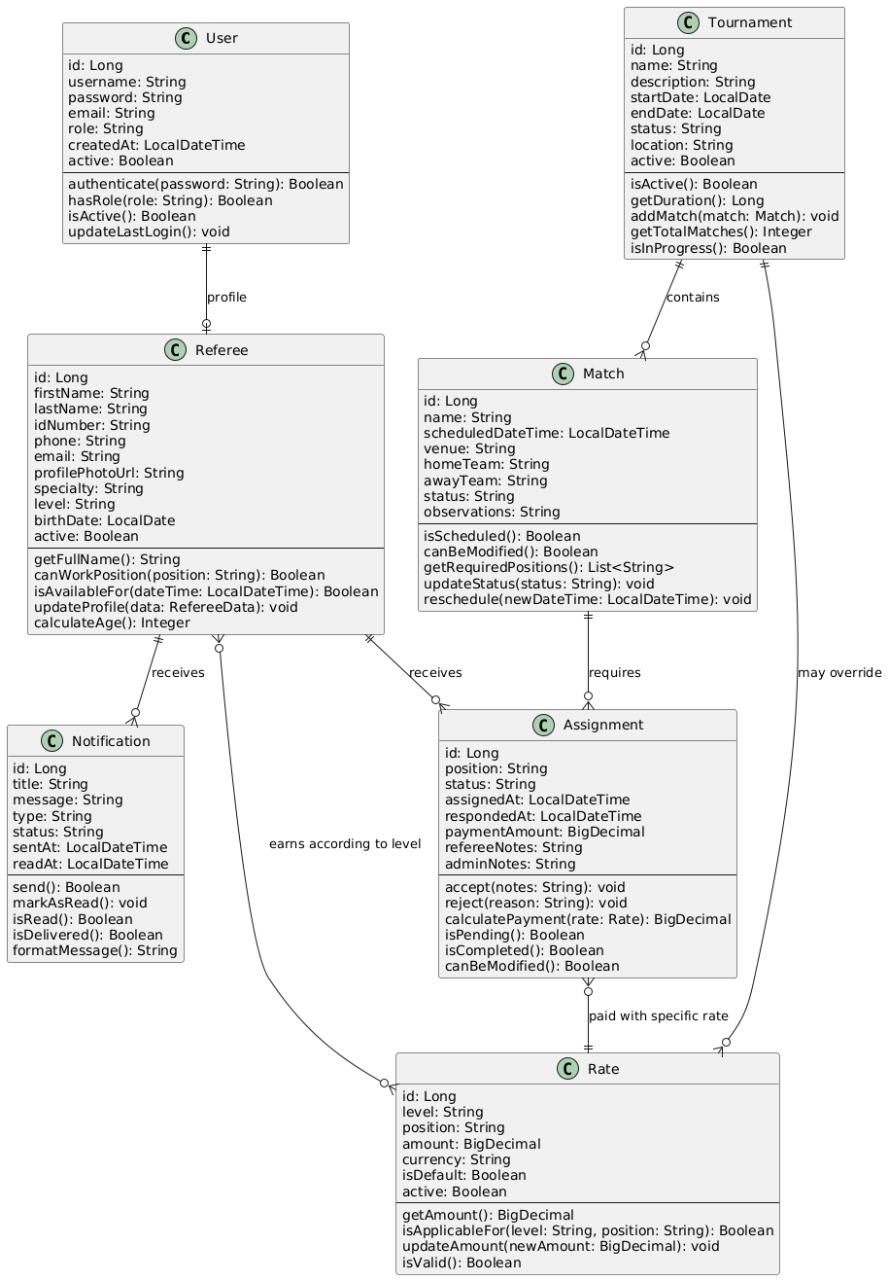 C User
id: Long
username: String
password: String
email: String
role: String
createdAt: LocalDateTime
active: Boolean
authenticate(password: String): Boolean
hasRole(role: String): Boolean
isActive(): Boolean
updateLastLogin(): void
C Tournament
id: Long
name: String
description: String
startDate: LocalDate
endDate: LocalDate
status: String
location: String
active: Boolean
isActive(): Boolean
getDuration(): Long
addMatch(match: Match): void
getTotalMatches(): Integer
isInProgress(): Boolean
profile
contains
C Referee
id: Long
firstName: String
lastName: String
idNumber: String
phone: String
email: String
profilePhotoUrl: String
specialty: String
level: String
birthDate: LocalDate
active: Boolean
getFullName(): String
canWorkPosition(position: String): Boolean
isAvailableFor(dateTime: LocalDateTime): Boolean
updateProfile(data: RefereeData): void
calculateAge(): Integer
C Match
id: Long
name: String
scheduledDateTime: LocalDateTime
venue: String
homeTeam: String
awayTeam: String
status: String
observations: String
isScheduled(): Boolean
canBeModified(): Boolean
getRequiredPositions(): List<String>
updateStatus(status: String): void
reschedule(newDateTime: LocalDateTime): void
receives
receives
requires
may override
C Notification
id: Long
title: String
message: String
type: String
status: String
sentAt: LocalDateTime
readAt: LocalDateTime
send(): Boolean
markAsRead(): void
isRead(): Boolean
isDelivered(): Boolean
formatMessage(): String
earns according to level
C Assignment
id: Long
position: String
status: String
assignedAt: LocalDateTime
respondedAt: LocalDateTime
paymentAmount: BigDecimal
refereeNotes: String
adminNotes: String
accept(notes: String): void
reject(reason: String): void
calculatePayment(rate: Rate): BigDecimal
isPending(): Boolean
isCompleted(): Boolean
canBeModified(): Boolean
paid with specific rate
C Rate
id: Long
level: String
position: String
amount: BigDecimal
currency: String
isDefault: Boolean
active: Boolean
getAmount(): BigDecimal
isApplicableFor(level: String, position: String): Boolean
updateAmount(newAmount: BigDecimal): void
isValid(): Boolean